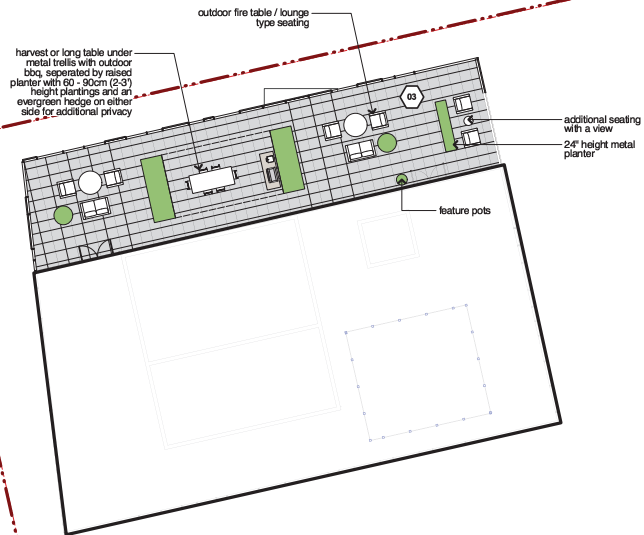 outdoor fire table / lounge
type seating
harvest or long table under
metal trellis with outdoor
bbq, seperated by raised
planter with 60 - 90cm (2-3')
height plantings and an
evergreen hedge on either
side for additional privacy
03
additional seating
with a view
24" height metal
planter
feature pots